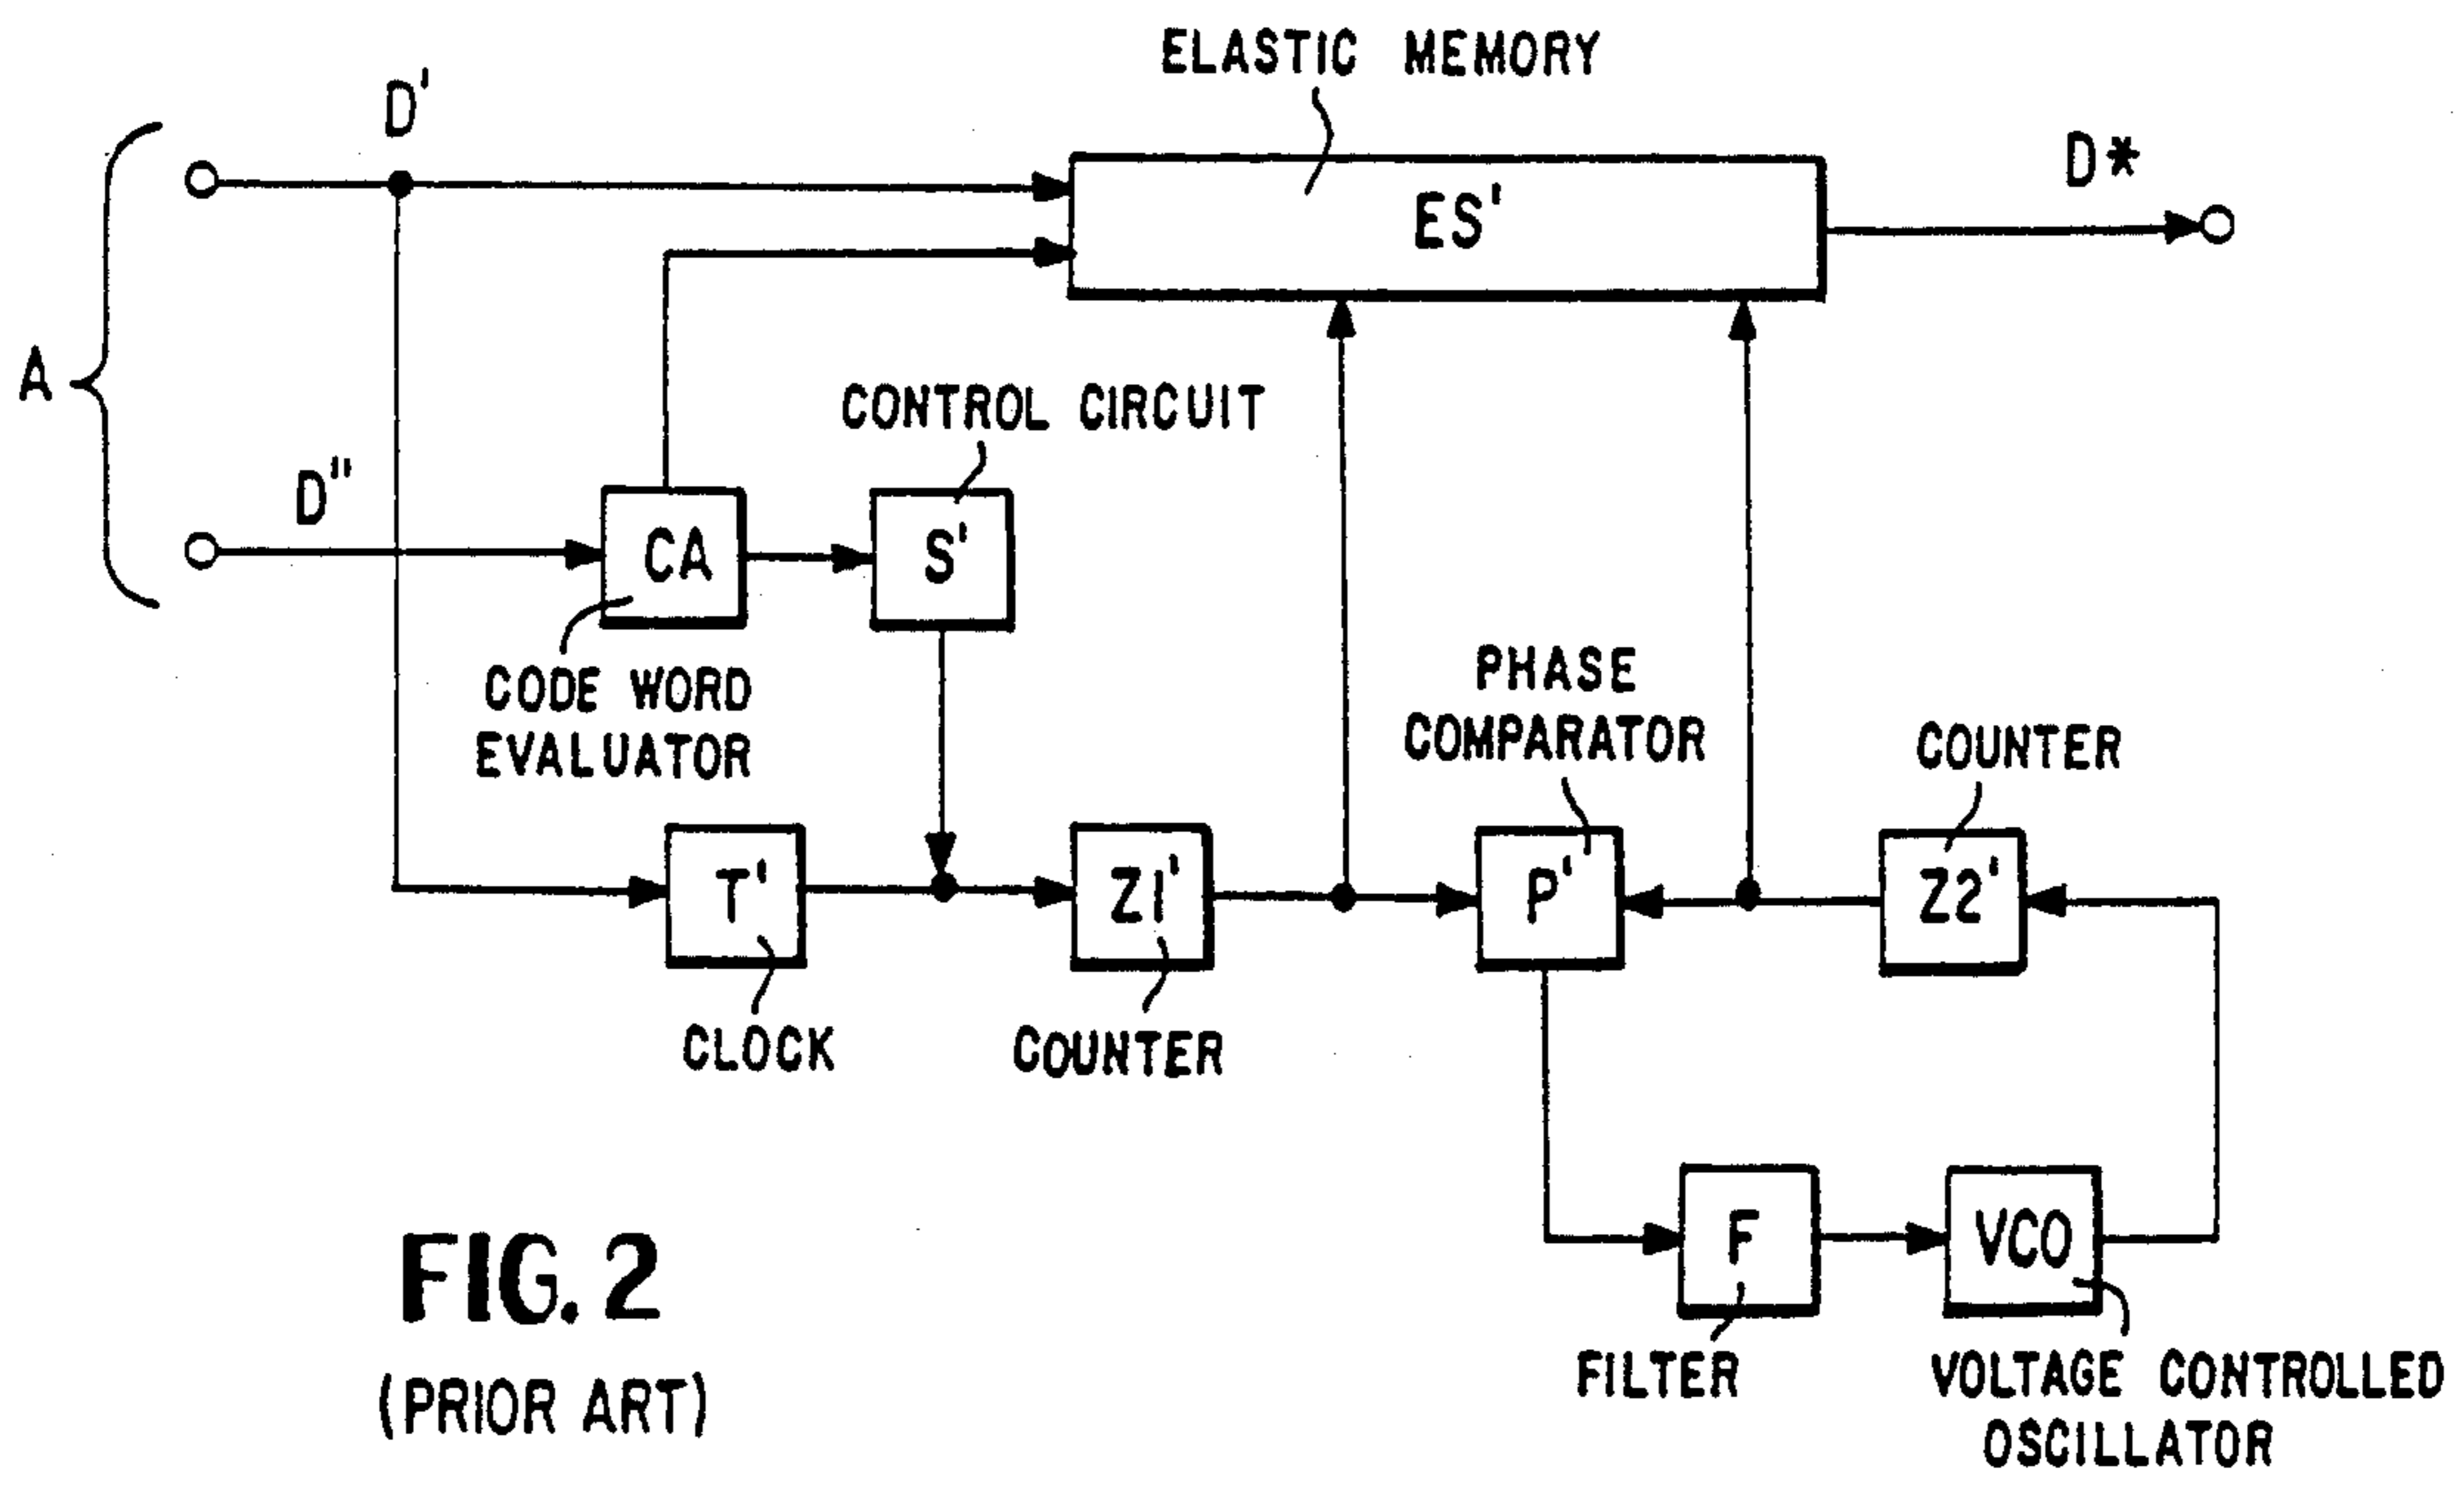 ELASTIC MEMORY
D'
D*
ES'
A
CONTROL CIRCUIT
D"
CA
S'
CODE WORD
EVALUATOR
PHASE
COMPARATOR
COUNTER
T'
Z1'
P'
Z2'
CLOCK
COUNTER
F
VCO
FIG. 2
(PRIOR ART)
FILTER
VOLTAGE CONTROLLED
OSCILLATOR